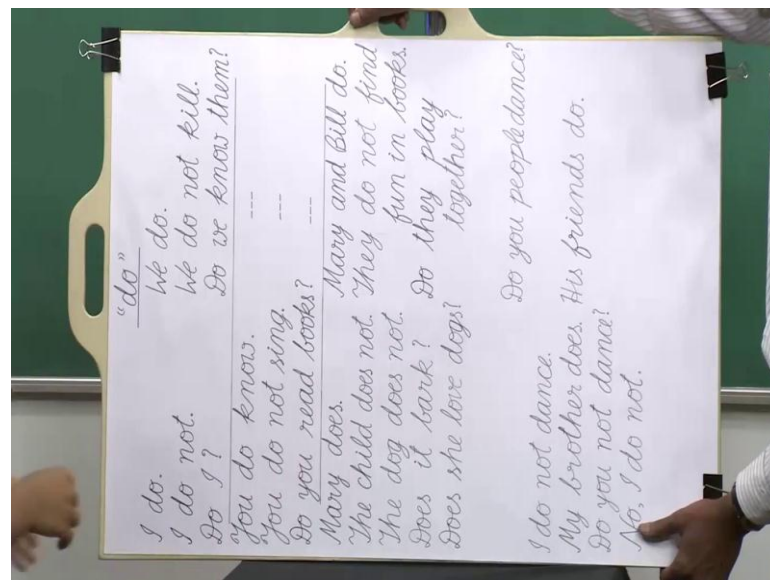 "do"
I do. We do.
I do not. We do not kill.
Do I? Do we know them?
You do know. ---
You do not sing. ---
Do you read books? ---
Mary does. Mary and Bill do.
The child does not. They do not find
The dog does not. fun in books.
Does it bark? Do they play
Does she love dogs? together?
Do you people dance?
I do not dance.
My brother does. His friends do.
Do you not dance?
No, I do not.